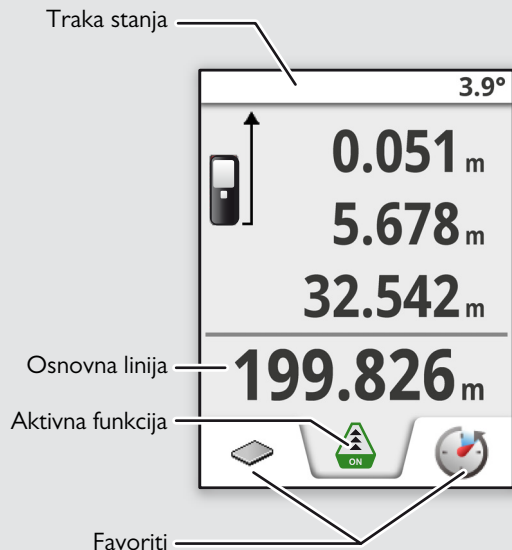 Traka stanja
3.9°
0.051 m
5.678 m
32.542 m
Osnovna linija
199.826 m
Aktivna funkcija
ON
Favoriti